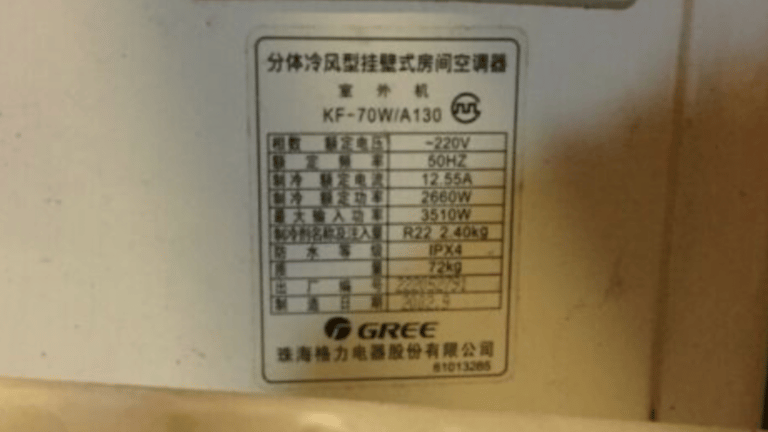 分体冷风型挂壁式房间空调器
室外机
KF-70W/A130
相数 额定电压 ~220V
额定频率 50HZ
制冷额定电流 12.55A
制冷额定功率 2660W
最大输入功率 3510W
制冷剂名称及注入量 R22 2.40kg
防水等级 IPX4
质量 72kg
出厂编号
制造日期
GREE
珠海格力电器股份有限公司
61013285